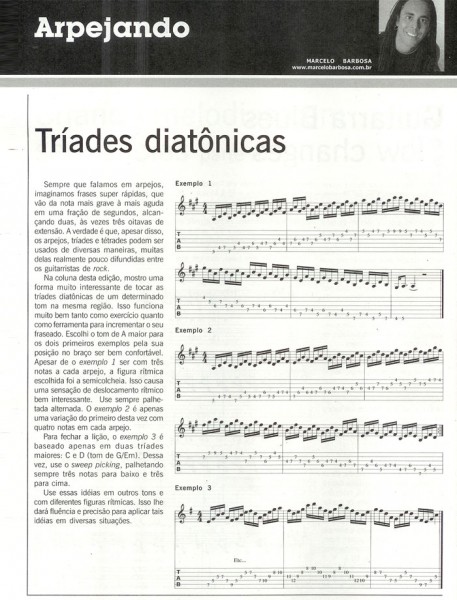 Arpejando
MARCELO BARBOSA
www.marcelobarbosa.com.br
Tríades diatônicas
Sempre que falamos em arpejos,
imaginamos frases super rápidas, que
vão da nota mais grave à mais aguda
em uma fração de segundos, alcan-
çando duas, às vezes três oitavas de
extensão. A verdade é que, apesar disso,
os arpejos, tríades e tétrades podem ser
usados de diversas maneiras, muitas
delas realmente pouco difundidas entre
os guitarristas de rock.
Na coluna desta edição, mostro uma
forma muito interessante de tocar as
tríades diatônicas de um determinado
tom na mesma região. Isso funciona
muito bem tanto como exercício quanto
como ferramenta para incrementar o seu
fraseado. Escolhi o tom de A maior para
os dois primeiros exemplos pela sua
posição no braço ser bem confortável.
Apesar de o exemplo 1 ser com três
notas a cada arpejo, a figura rítmica
escolhida foi a semicolcheia. Isso causa
uma sensação de deslocamento rítmico
bem interessante. Use sempre palhe-
tada alternada. O exemplo 2 é apenas
uma variação do primeiro desta vez com
quatro notas em cada arpejo.
Para fechar a lição, o exemplo 3 é
baseado apenas em duas tríades
maiores: C e D (tom de G/Em). Dessa
vez, use o sweep picking, palhetando
sempre três notas para baixo e três
para cima.
Use essas idéias em outros tons e
com diferentes figuras rítmicas. Isso lhe
dará fluência e precisão para aplicar tais
idéias em diversas situações.
Exemplo 1
Exemplo 2
Exemplo 3
Etc...